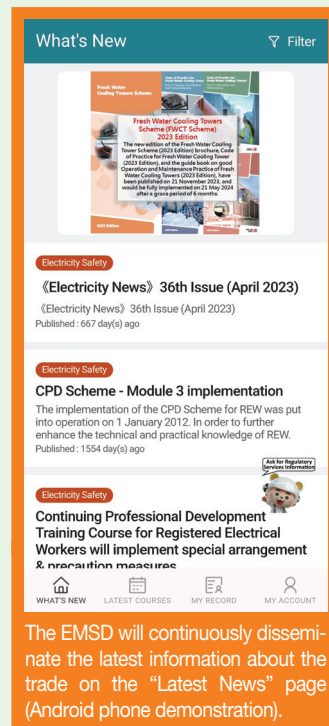 What's New
Filter
Fresh Water
Cooling Towers Scheme
Fresh Water Cooling Towers
Scheme (FWCT Scheme)
2023 Edition
The new edition of the Fresh Water Cooling
Tower Scheme (2023 Edition) brochure, Code
of Practice for Fresh Water Cooling Tower
(2023 Edition), and the guide book on good
Operation and Maintenance Practice of Fresh
Water Cooling Towers (2023 Edition), have
been published on 21 November 2023, and
would be fully implemented on 21 May 2024
after a grace period of 6 months.
2023 Edition
Electricity Safety
《Electricity News》 36th Issue (April 2023)
《Electricity News》 36th Issue (April 2023)
Published : 667 day(s) ago
Electricity Safety
CPD Scheme - Module 3 implementation
The implementation of the CPD Scheme for REW was put
into operation on 1 January 2012. In order to further
enhance the technical and practical knowledge of REW.
Published : 1554 day(s) ago
Ask for Regulatory
Services Information
Electricity Safety
Continuing Professional Development
Training Course for Registered Electrical
Workers will implement special arrangement
& precaution measures
WHAT'S NEW
LATEST COURSES
MY RECORD
MY ACCOUNT
The EMSD will continuously dissemi-
nate the latest information about the
trade on the “Latest News” page
(Android phone demonstration).